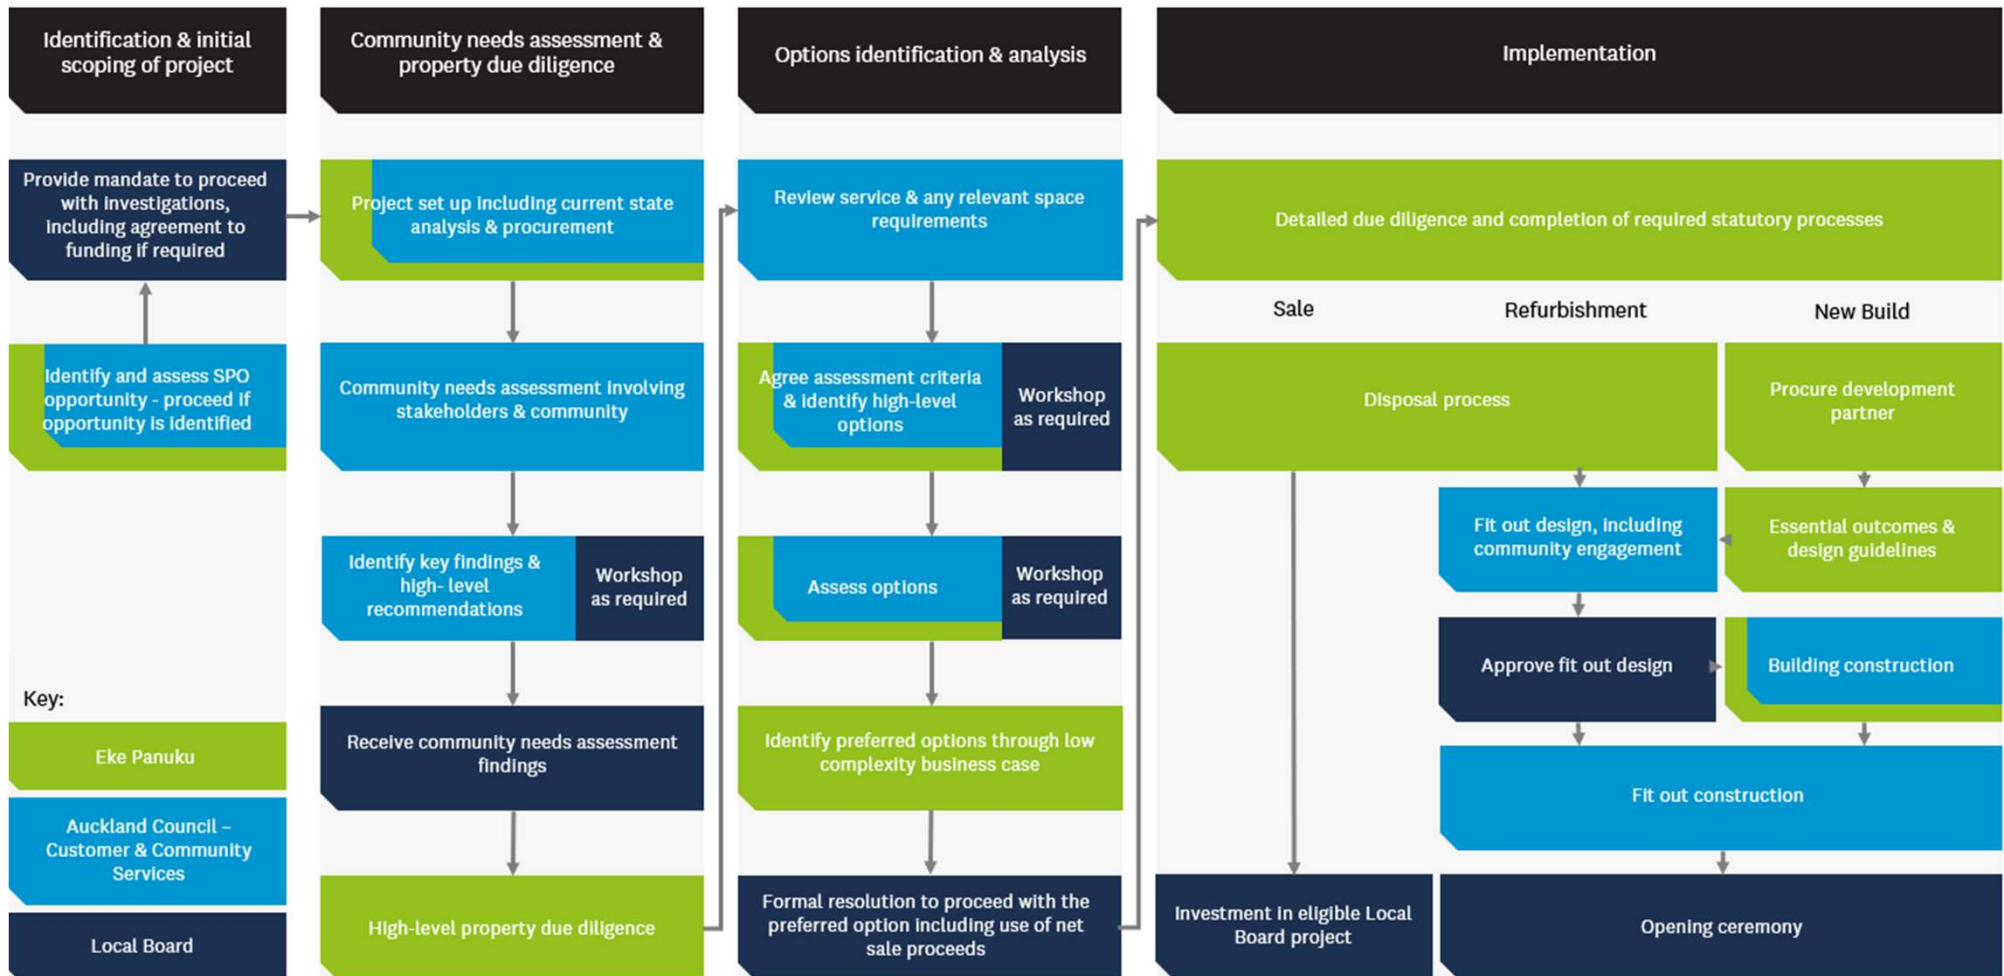 Identification & initial
scoping of project
Provide mandate to proceed
with investigations,
including agreement to
funding if required
Identify and assess SPO
opportunity - proceed if
opportunity is identified
Key:
Eke Panuku
Auckland Council –
Customer & Community
Services
Local Board
Community needs assessment &
property due diligence
Project set up including current state
analysis & procurement
Community needs assessment involving
stakeholders & community
Identify key findings &
high- level
recommendations
Workshop
as required
Receive community needs assessment
findings
High-level property due diligence
Options identification & analysis
Review service & any relevant space
requirements
Agree assessment criteria
& identify high-level
options
Workshop
as required
Assess options
Workshop
as required
Identify preferred options through low
complexity business case
Formal resolution to proceed with the
preferred option including use of net
sale proceeds
Implementation
Detailed due diligence and completion of required statutory processes
Sale
Refurbishment
New Build
Disposal process
Procure development
partner
Fit out design, including
community engagement
Essential outcomes &
design guidelines
Approve fit out design
Building construction
Fit out construction
Investment in eligible Local
Board project
Opening ceremony